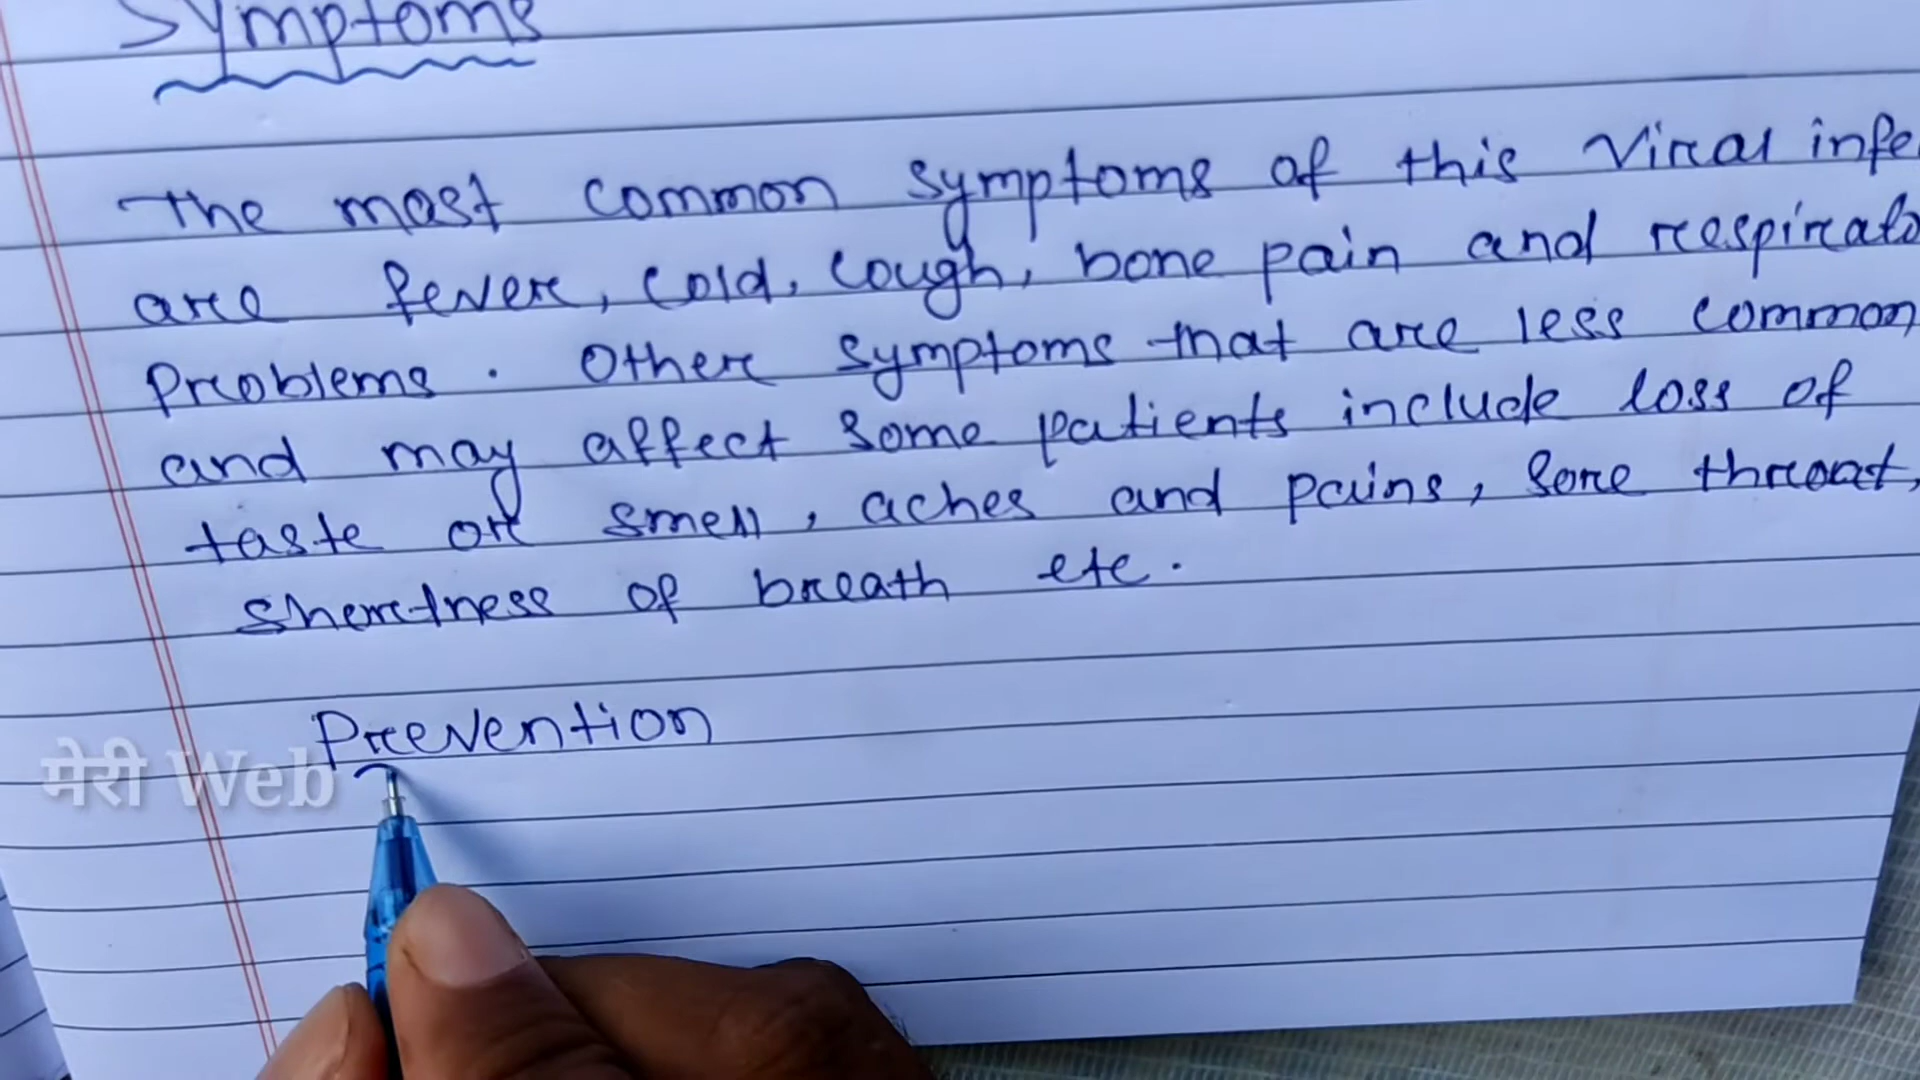 Symptoms
The most common symptoms of this Viral infe
are fever, cold, cough, bone pain and respirato
Problems. Other symptoms that are less common
and may affect some patients include loss of
taste or smell, aches and pains, sore throat,
shortness of breath etc.
Prevention
मेरी Web